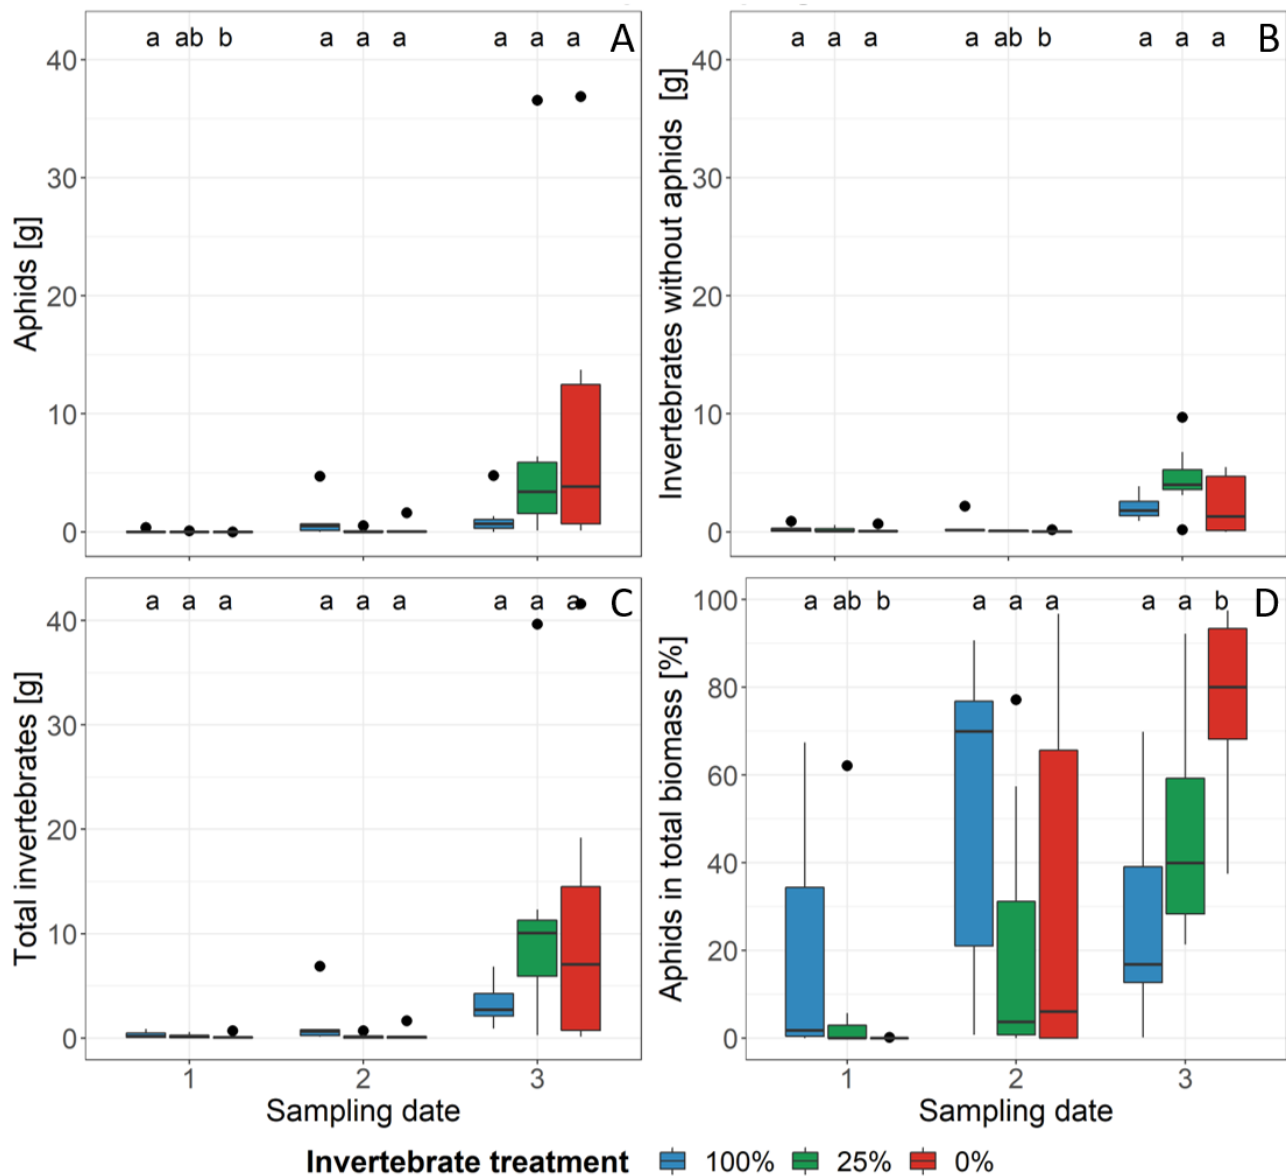 a ab b a a a a a a A
a a a a ab b a a a B
40
30
20
10
0
Aphids [g]
40
30
20
10
0
Invertebrates without aphids [g]
a a a a a a a a a C
a ab b a a a a a b D
40
30
20
10
0
Total invertebrates [g]
100
80
60
40
20
0
Aphids in total biomass [%]
1 2 3
Sampling date
1 2 3
Sampling date
Invertebrate treatment 100% 25% 0%